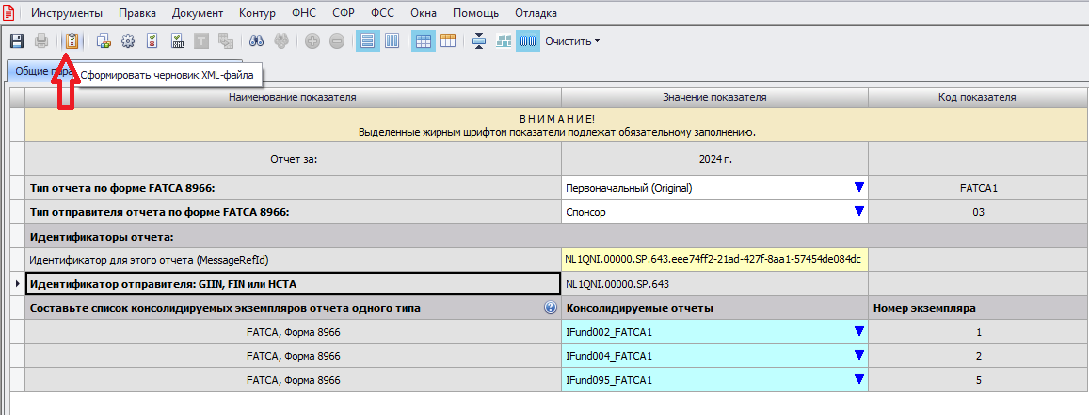 Инструменты Правка Документ Контур ФНС СФР ФСС Окна Помощь Отладка
Очистить
Общие пара
Сформировать черновик XML-файла
Наименование показателя Значение показателя Код показателя
В Н И М А Н И Е!
Выделенные жирным шрифтом показатели подлежат обязательному заполнению.
Отчет за: 2024 г.
Тип отчета по форме FATCA 8966: Первоначальный (Original) FATCA1
Тип отправителя отчета по форме FATCA 8966: Спонсор 03
Идентификаторы отчета:
Идентификатор для этого отчета (MessageRefId) NL1QNI.00000.SP.643.eee74ff2-21ad-427f-8aa1-57454de084dc
Идентификатор отправителя: GIIN, FIN или HCTA NL1QNI.00000.SP.643
Составьте список консолидируемых экземпляров отчета одного типа Консолидируемые отчеты Номер экземпляра
FATCA, Форма 8966 IFund002_FATCA1 1
FATCA, Форма 8966 IFund004_FATCA1 2
FATCA, Форма 8966 IFund095_FATCA1 5